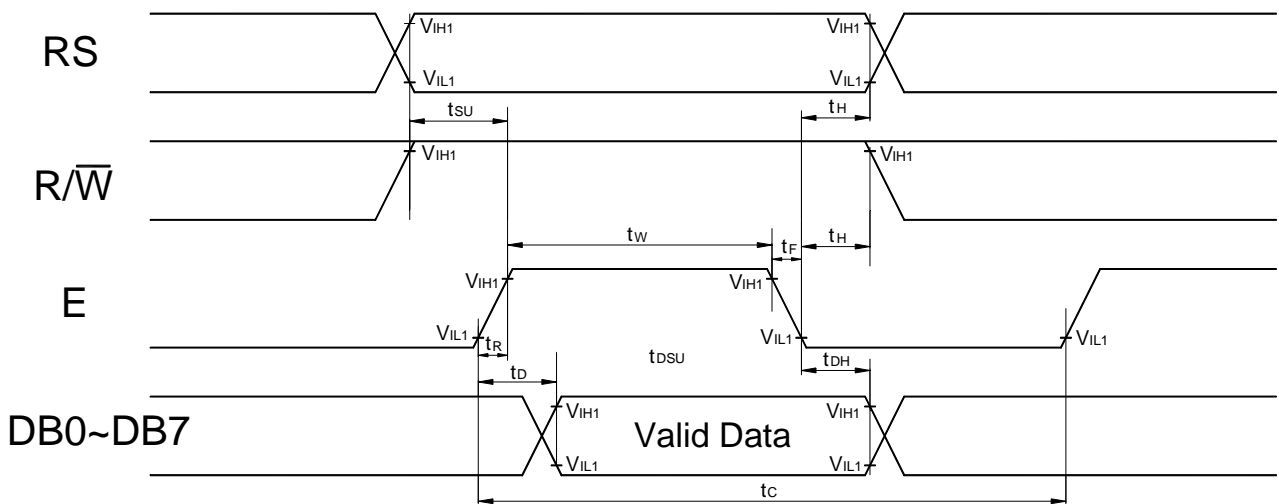 RS
VIH1
VIH1
VIL1
VIL1
tSU
tH
R/W̅
VIH1
VIH1
tW
tF
tH
E
VIH1
VIH1
VIL1
VIL1
VIL1
tR
tDSU
tD
tDH
DB0~DB7
VIH1
VIH1
Valid Data
VIL1
VIL1
tC